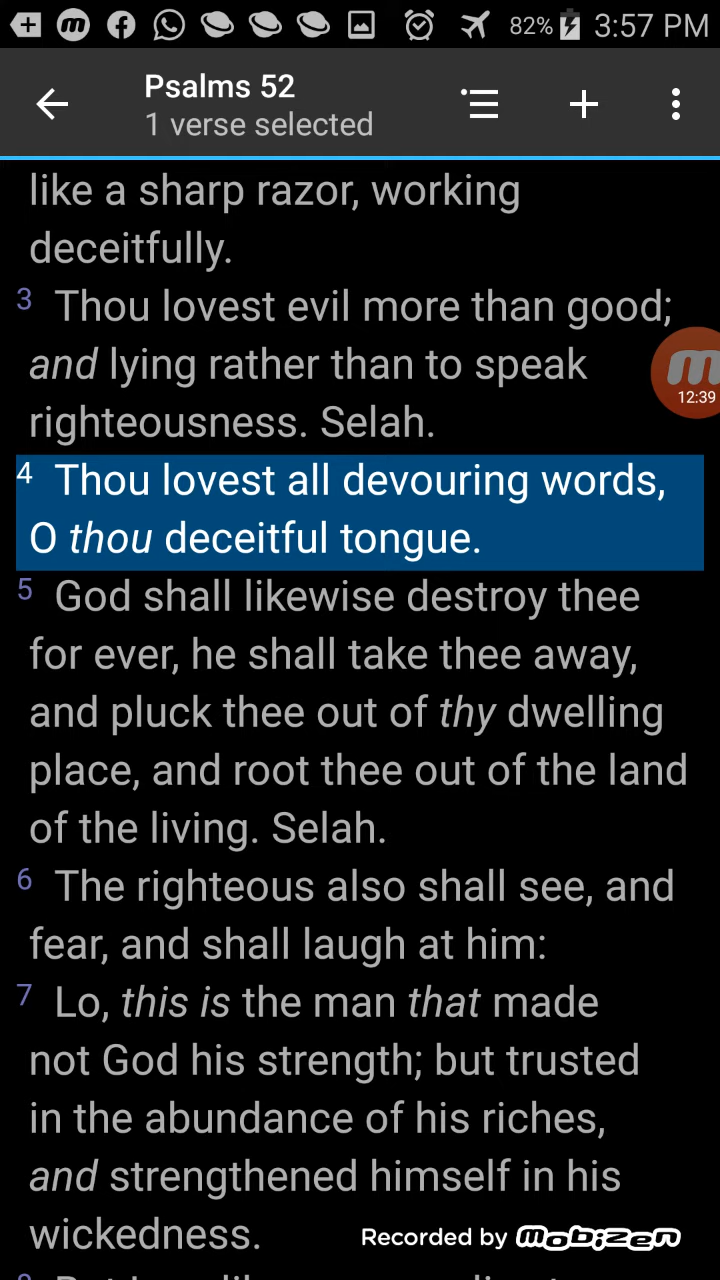 82% 3:57 PM
Psalms 52
1 verse selected
like a sharp razor, working
deceitfully.
3 Thou lovest evil more than good;
and lying rather than to speak
righteousness. Selah.
12:39
4 Thou lovest all devouring words,
O thou deceitful tongue.
5 God shall likewise destroy thee
for ever, he shall take thee away,
and pluck thee out of thy dwelling
place, and root thee out of the land
of the living. Selah.
6 The righteous also shall see, and
fear, and shall laugh at him:
7 Lo, this is the man that made
not God his strength; but trusted
in the abundance of his riches,
and strengthened himself in his
wickedness.
Recorded by mobizen